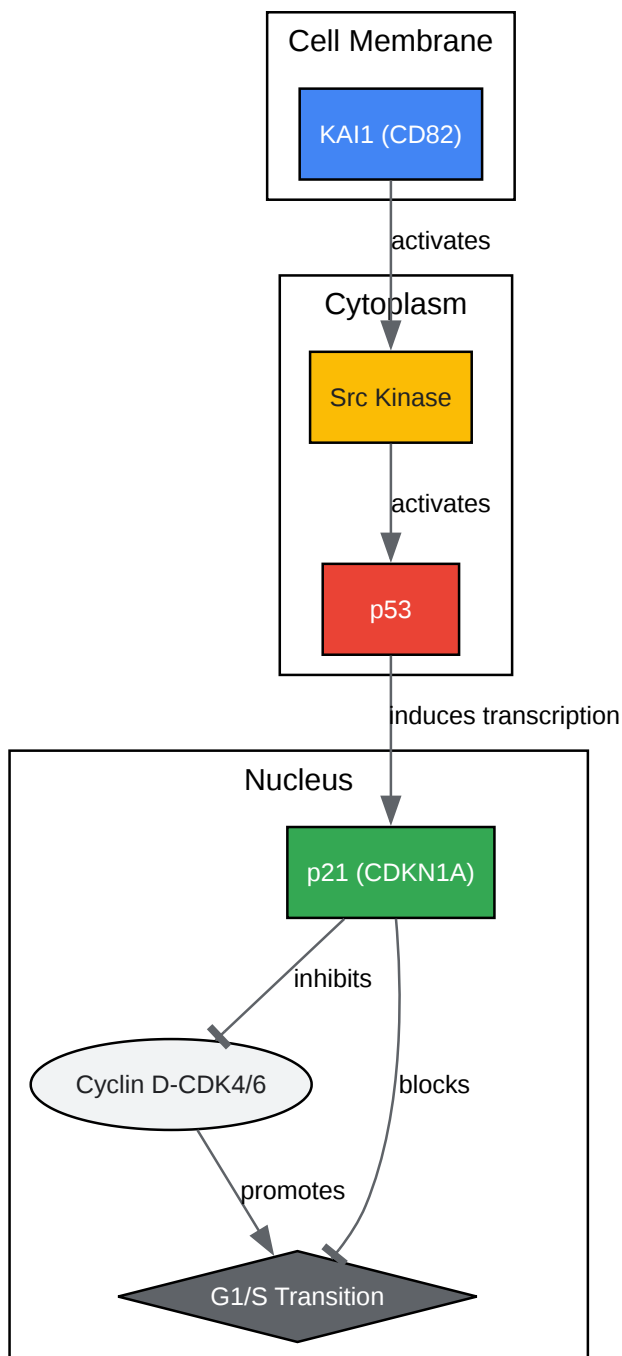 Cell Membrane
KAI1 (CD82)
activates
Cytoplasm
Src Kinase
activates
p53
induces transcription
Nucleus
p21 (CDKN1A)
inhibits
Cyclin D-CDK4/6
blocks
promotes
G1/S Transition